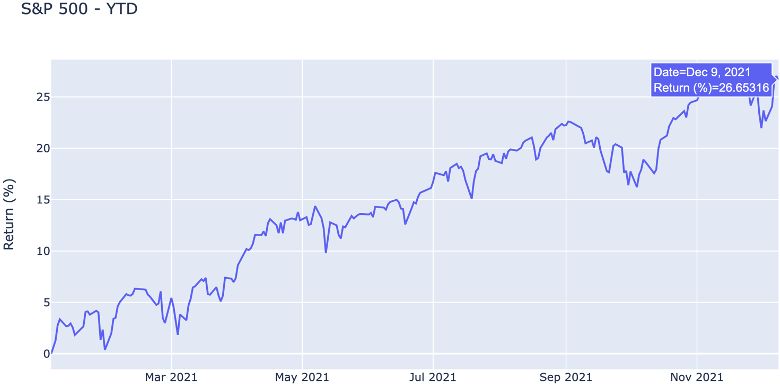 S&P 500 - YTD
Date=Dec 9, 2021
Return (%)=26.65316
Return (%)
25
20
15
10
5
0
Mar 2021
May 2021
Jul 2021
Sep 2021
Nov 2021